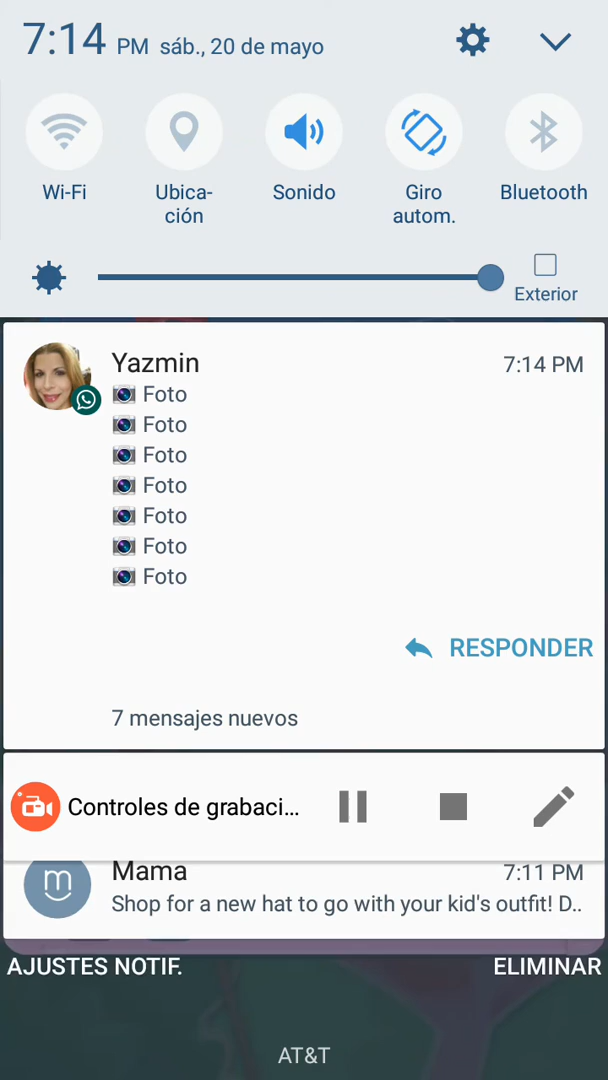 7:14 PM sáb., 20 de mayo
Wi-Fi
Ubica-
ción
Sonido
Giro
autom.
Bluetooth
Exterior
Yazmin 7:14 PM
Foto
Foto
Foto
Foto
Foto
Foto
Foto
RESPONDER
7 mensajes nuevos
Controles de grabaci...
m
Mama 7:11 PM
Shop for a new hat to go with your kid's outfit! D..
AJUSTES NOTIF. ELIMINAR
AT&T